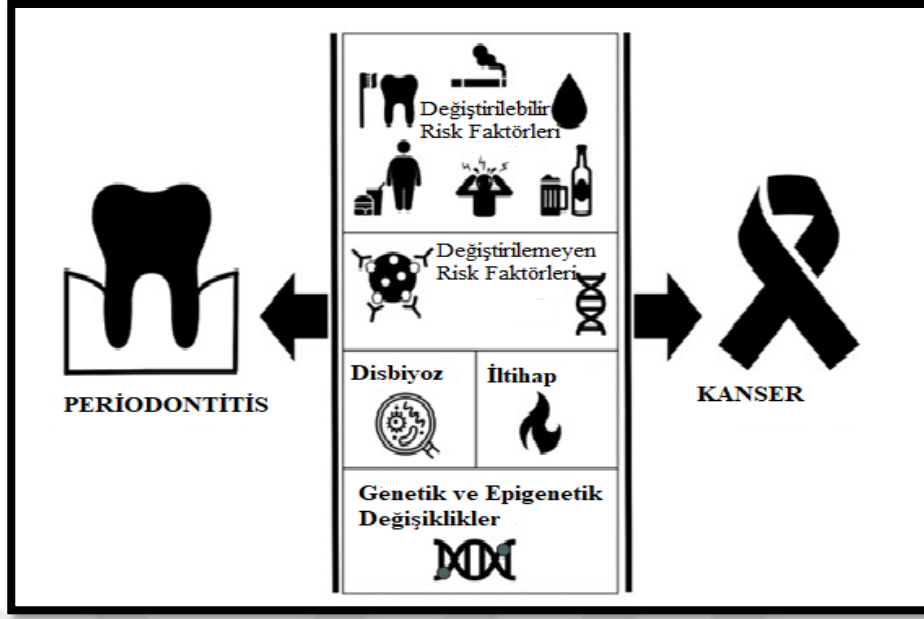 Değiştirilebilir
Risk Faktörleri
Değiştirilemeyen
Risk Faktörleri
Disbiyoz
İltihap
PERİODONTİTİS
KANSER
Genetik ve Epigenetik
Değişiklikler